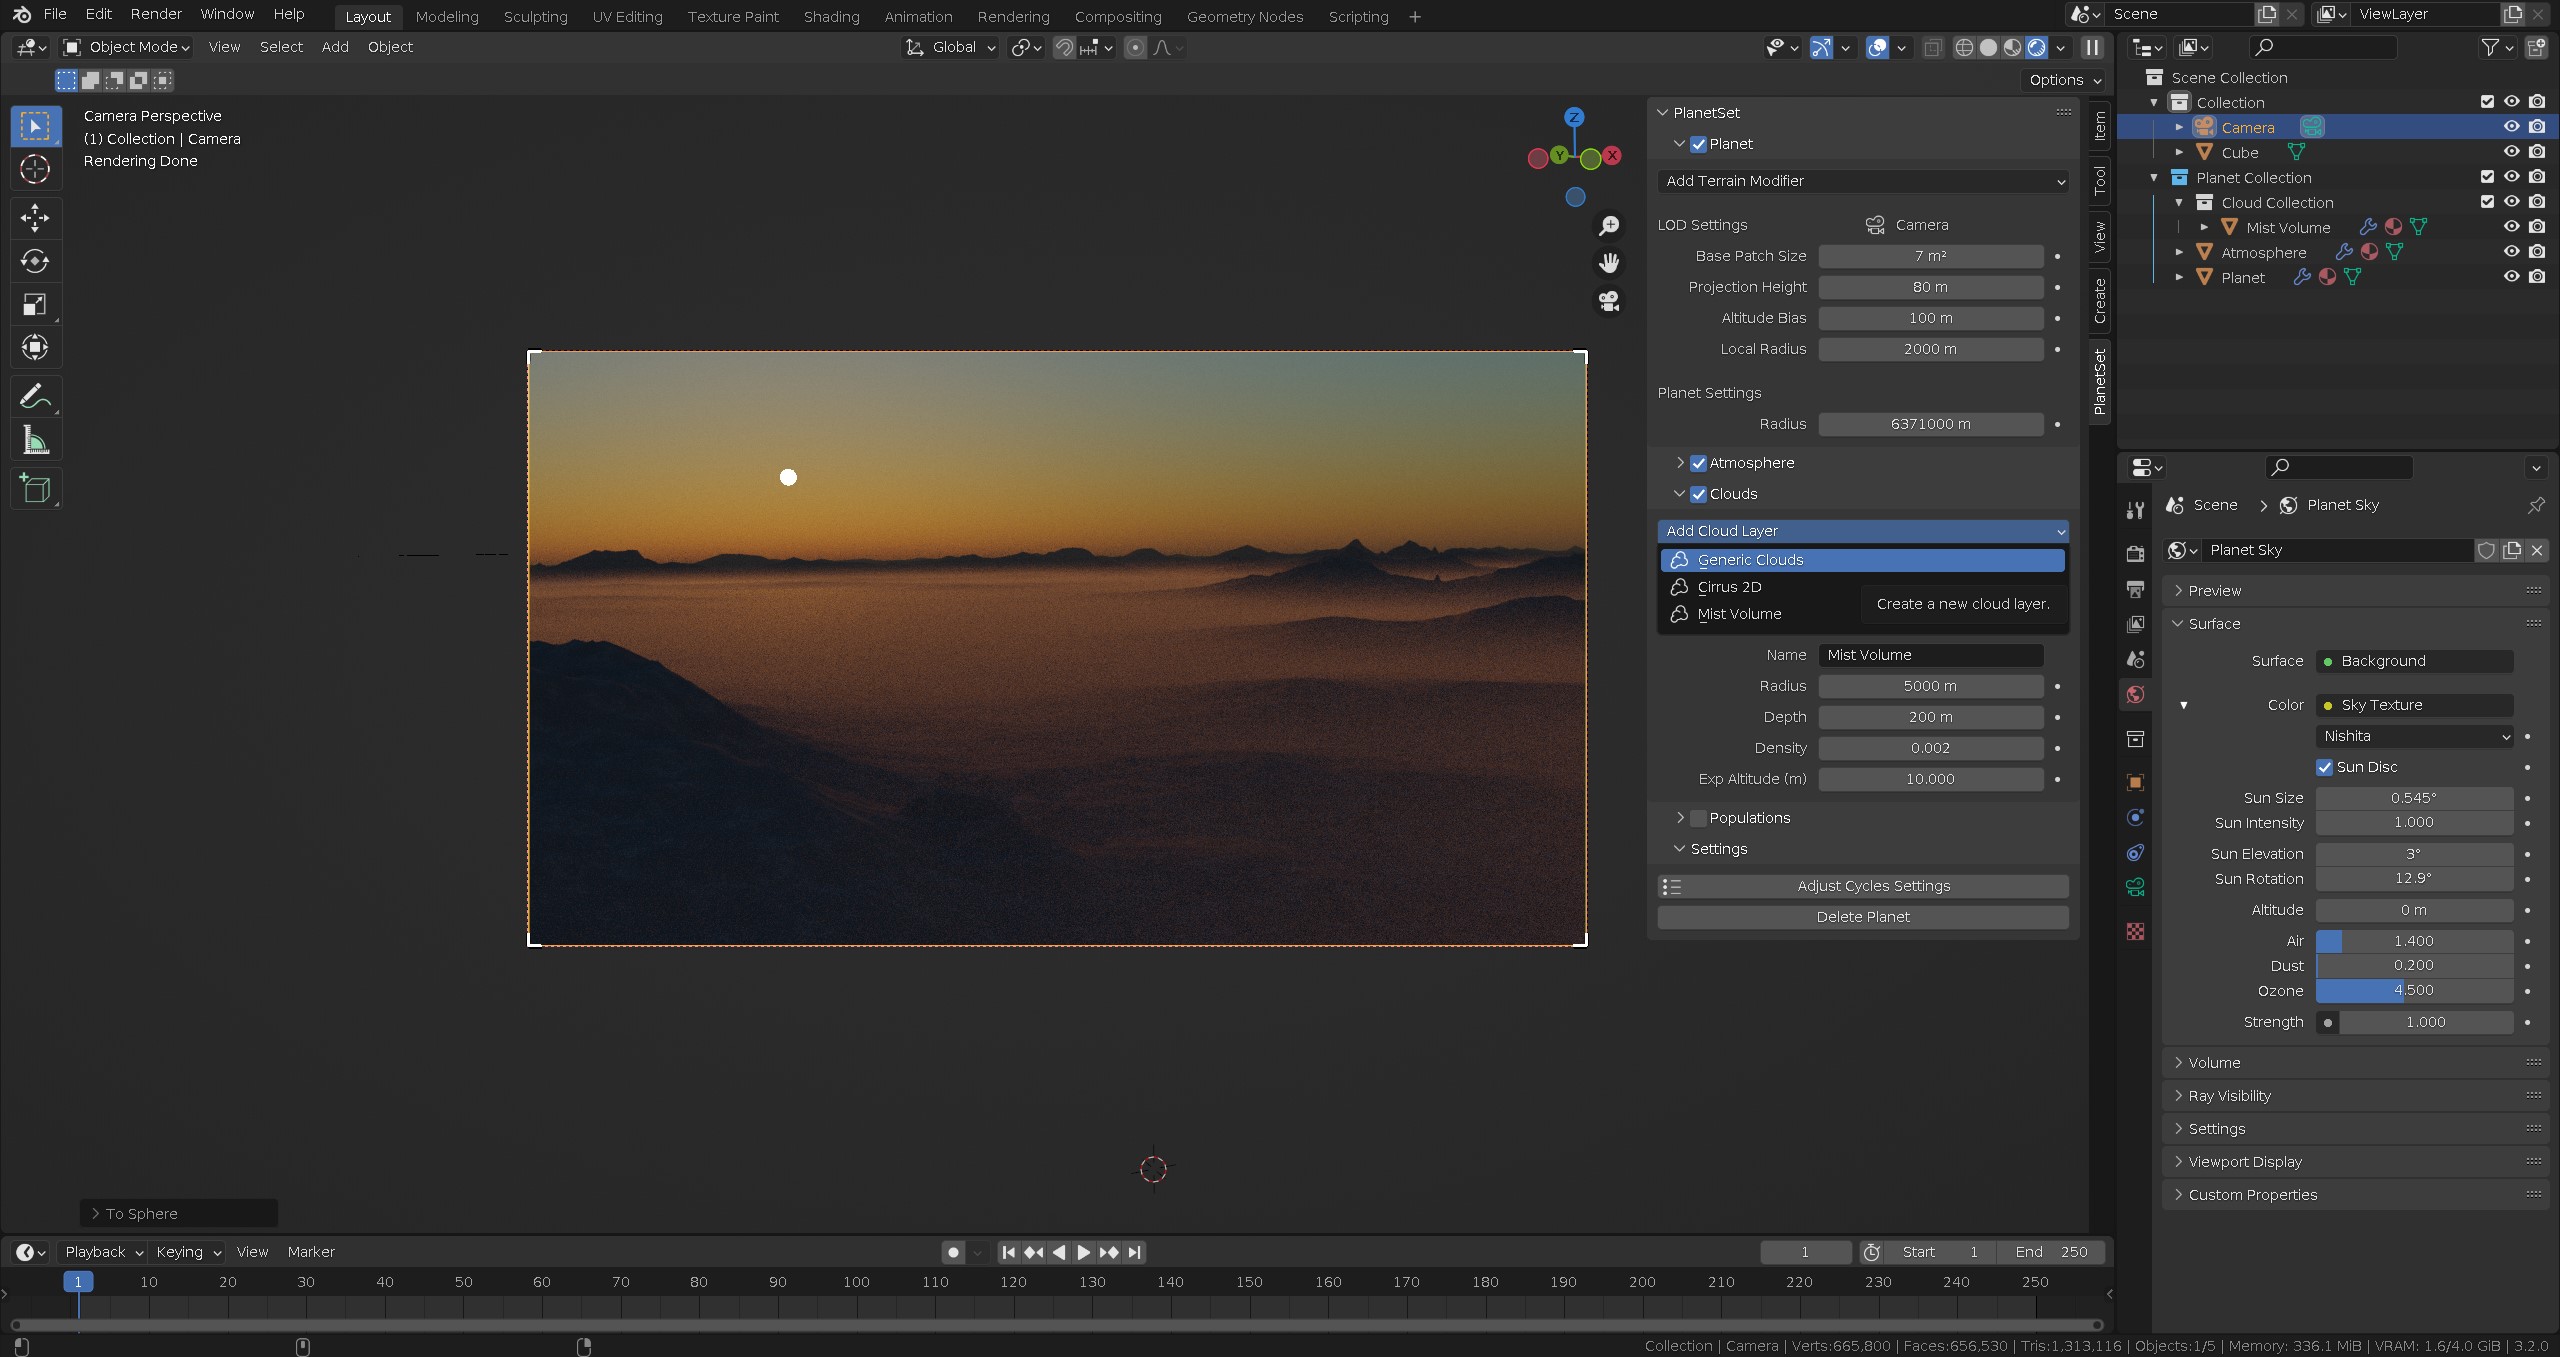 File Edit Render Window Help Layout Modeling Sculpting UV Editing Texture Paint Shading Animation Rendering Compositing Geometry Nodes Scripting + Scene ViewLayer
Object Mode View Select Add Object Global
Options
Camera Perspective
(1) Collection | Camera
Rendering Done
Z
Y
X
PlanetSet
Planet
Add Terrain Modifier
LOD Settings Camera
Base Patch Size 7 m²
Projection Height 80 m
Altitude Bias 100 m
Local Radius 2000 m
Planet Settings
Radius 6371000 m
Atmosphere
Clouds
Add Cloud Layer
Generic Clouds
Cirrus 2D
Mist Volume
Create a new cloud layer.
Name Mist Volume
Radius 5000 m
Depth 200 m
Density 0.002
Exp Altitude (m) 10.000
Populations
Settings
Adjust Cycles Settings
Delete Planet
Item
Tool
View
Create
PlanetSet
Scene Collection
Collection
Camera
Cube
Planet Collection
Cloud Collection
Mist Volume
Atmosphere
Planet
Scene > Planet Sky
Planet Sky
Preview
Surface
Surface Background
Color Sky Texture
Nishita
Sun Disc
Sun Size 0.545°
Sun Intensity 1.000
Sun Elevation 3°
Sun Rotation 12.9°
Altitude 0 m
Air 1.400
Dust 0.200
Ozone 4.500
Strength 1.000
Volume
Ray Visibility
Settings
Viewport Display
Custom Properties
To Sphere
Playback Keying View Marker 1 Start 1 End 250
1 10 20 30 40 50 60 70 80 90 100 110 120 130 140 150 160 170 180 190 200 210 220 230 240 250
Collection | Camera | Verts:665,800 | Faces:656,530 | Tris:1,313,116 | Objects:1/5 | Memory: 336.1 MiB | VRAM: 1.6/4.0 GiB | 3.2.0